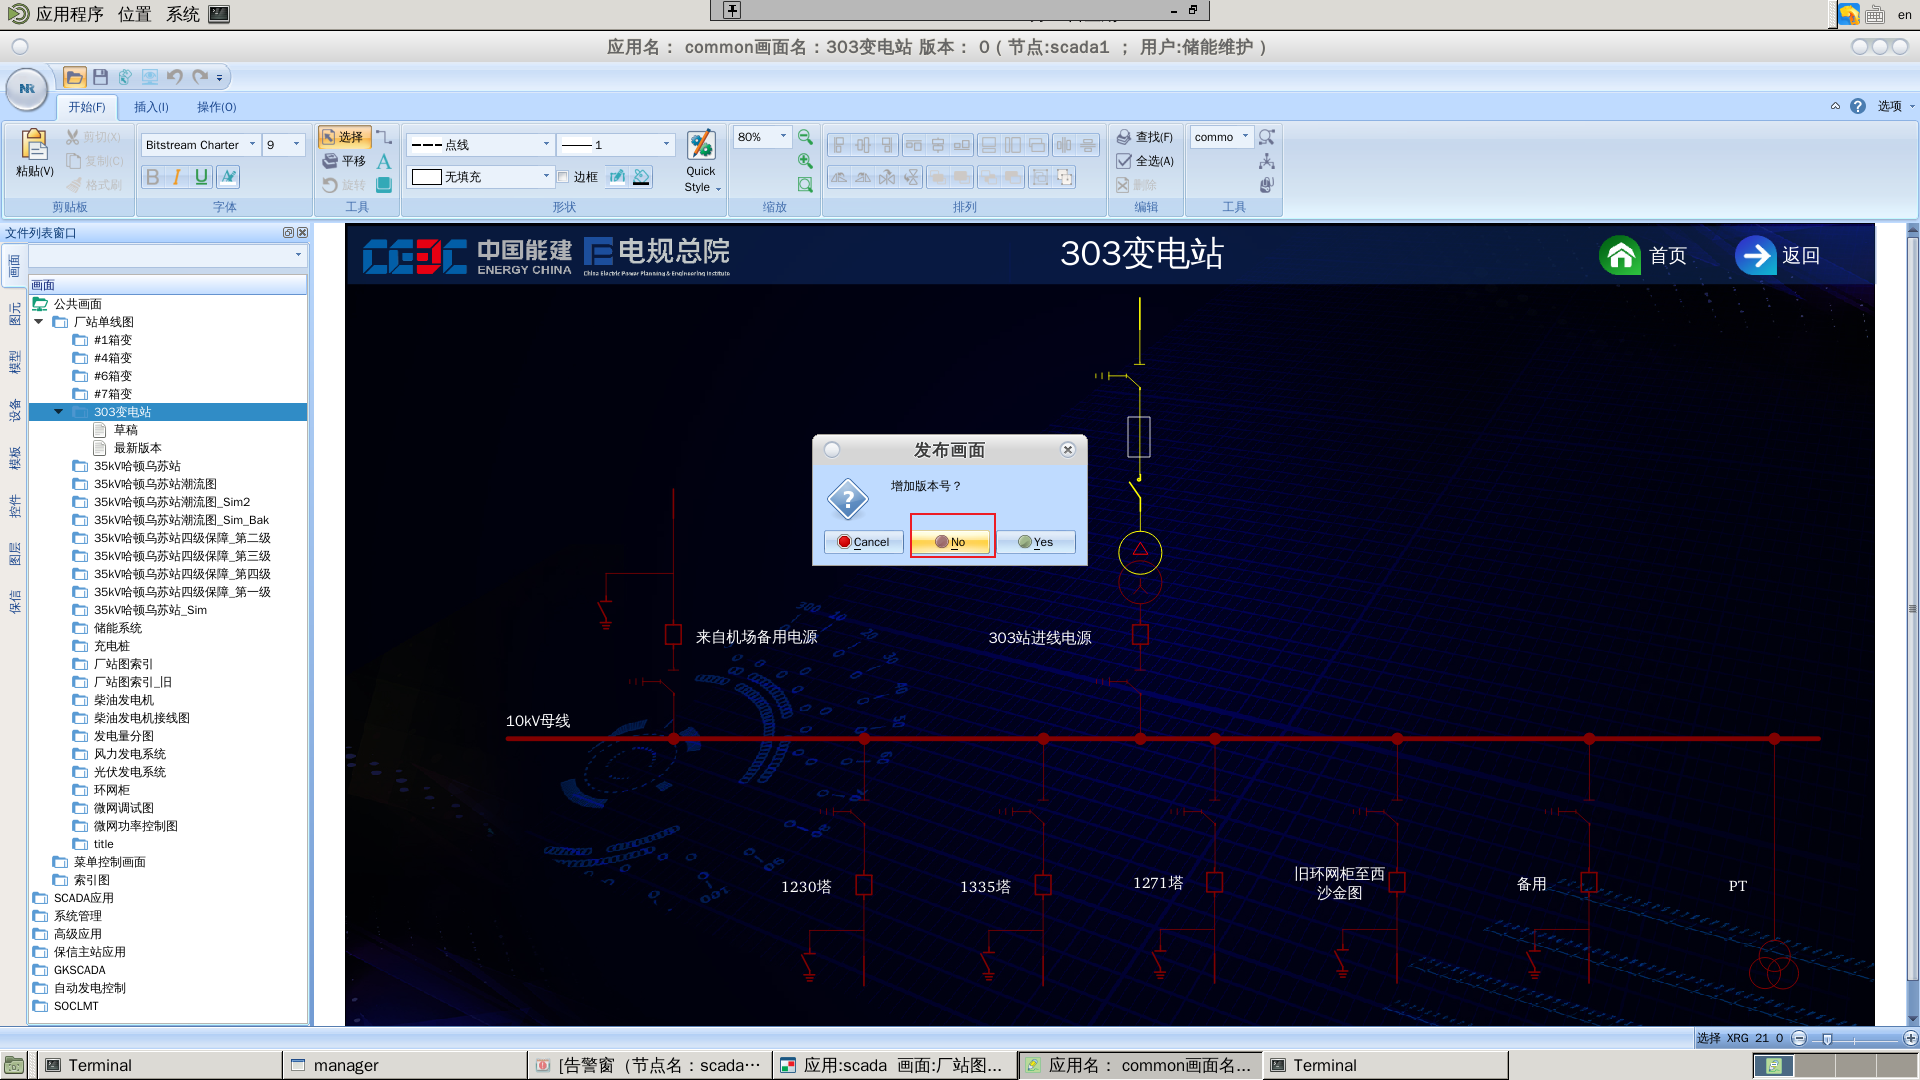 应用程序 位置 系统
en
应用名： common画面名：303变电站 版本： 0 ( 节点:scada1 ； 用户:储能维护 )
NR
开始(F) 插入(I) 操作(O)
选项
粘贴(V)
剪切(X)
复制(C)
格式刷
剪贴板
Bitstream Charter 9
B I U A
字体
选择
平移
旋转
A
工具
点线 1
无填充 边框
Quick Style
形状
80%
缩放
排列
查找(F)
全选(A)
删除
编辑
commo
工具
文件列表窗口
画面
图元
模型
设备
模板
控件
图层
保信
画面
公共画面
厂站单线图
#1箱变
#4箱变
#6箱变
#7箱变
303变电站
草稿
最新版本
35kV哈顿乌苏站
35kV哈顿乌苏站潮流图
35kV哈顿乌苏站潮流图_Sim2
35kV哈顿乌苏站潮流图_Sim_Bak
35kV哈顿乌苏站四级保障_第二级
35kV哈顿乌苏站四级保障_第三级
35kV哈顿乌苏站四级保障_第四级
35kV哈顿乌苏站四级保障_第一级
35kV哈顿乌苏站_Sim
储能系统
充电桩
厂站图索引
厂站图索引_旧
柴油发电机
柴油发电机接线图
发电量分图
风力发电系统
光伏发电系统
环网柜
微网调试图
微网功率控制图
title
菜单控制画面
索引图
SCADA应用
系统管理
高级应用
保信主站应用
GKSCADA
自动发电控制
SOCLMT
CEEC 中国能建
ENERGY CHINA
电规总院
China Electric Power Planning & Engineering Institute
303变电站
首页
返回
发布画面
增加版本号？
Cancel No Yes
来自机场备用电源
303站进线电源
10kV母线
1230塔
1335塔
1271塔
旧环网柜至西
沙金图
备用
PT
选择 XRG 21 0
Terminal
manager
[告警窗（节点名：scada…
应用:scada 画面:厂站图...
应用名： common画面名...
Terminal